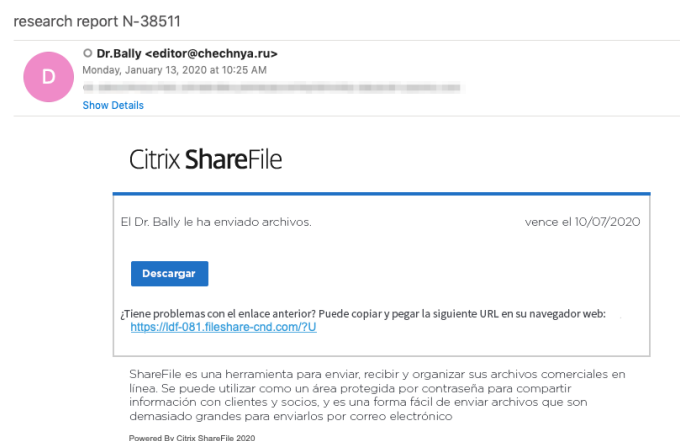 research report N-38511
D
Dr.Bally <editor@chechnya.ru>
Monday, January 13, 2020 at 10:25 AM
Show Details
Citrix ShareFile
El Dr. Bally le ha enviado archivos.
vence el 10/07/2020
Descargar
¿Tiene problemas con el enlace anterior? Puede copiar y pegar la siguiente URL en su navegador web:
https://ldf-081.fileshare-cnd.com/?U
ShareFile es una herramienta para enviar, recibir y organizar sus archivos comerciales en
línea. Se puede utilizar como un área protegida por contraseña para compartir
información con clientes y socios, y es una forma fácil de enviar archivos que son
demasiado grandes para enviarlos por correo electrónico
Powered By Citrix ShareFile 2020